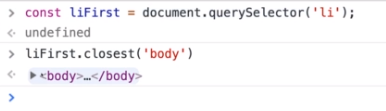 > const liFirst = document.querySelector('li');
<· undefined
> liFirst.closest('body')
<· ▶<body>…</body>
>